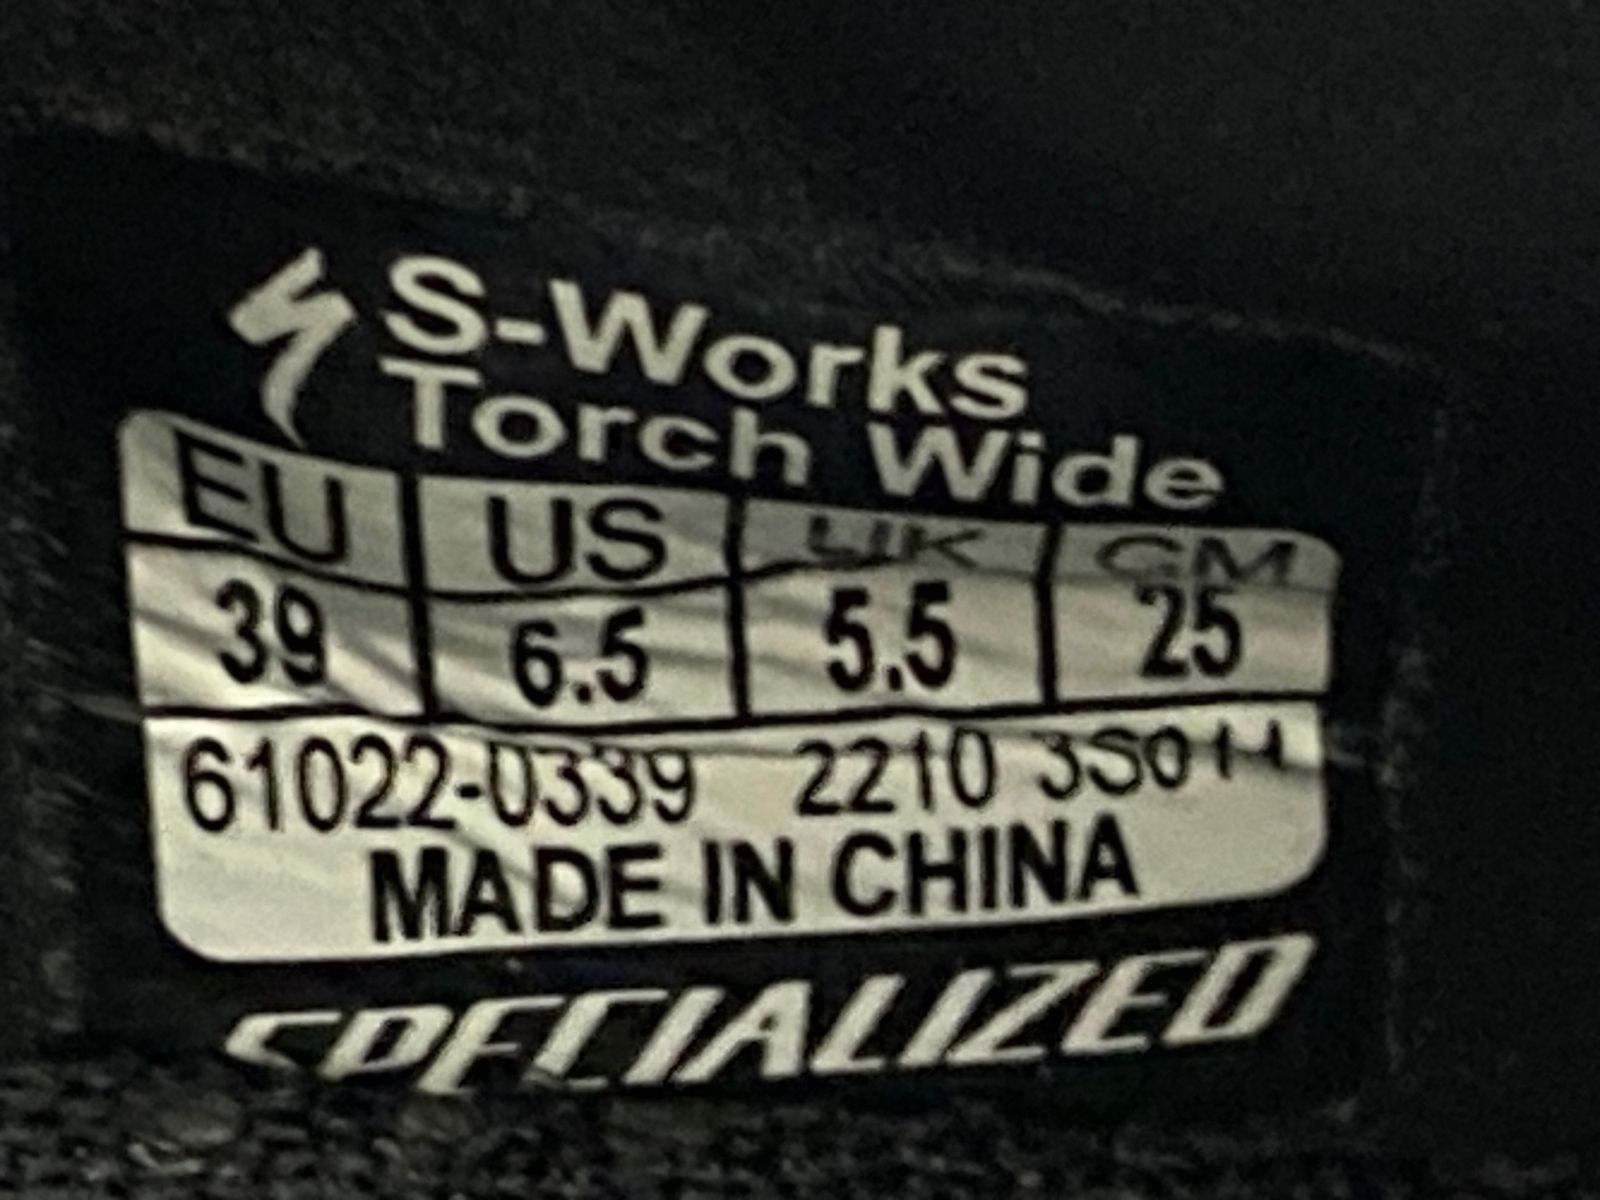 S-Works
Torch Wide
EU US UK CM
39 6.5 5.5 25
61022-0339 2210
MADE IN CHINA
SPECIALIZED